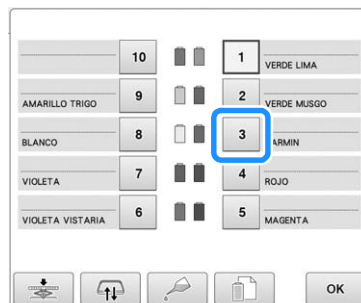 10 1 VERDE LIMA
AMARILLO TRIGO 9 2 VERDE MUSGO
BLANCO 8 3 ARMIN
VIOLETA 7 4 ROJO
VIOLETA VISTARIA 6 5 MAGENTA
OK